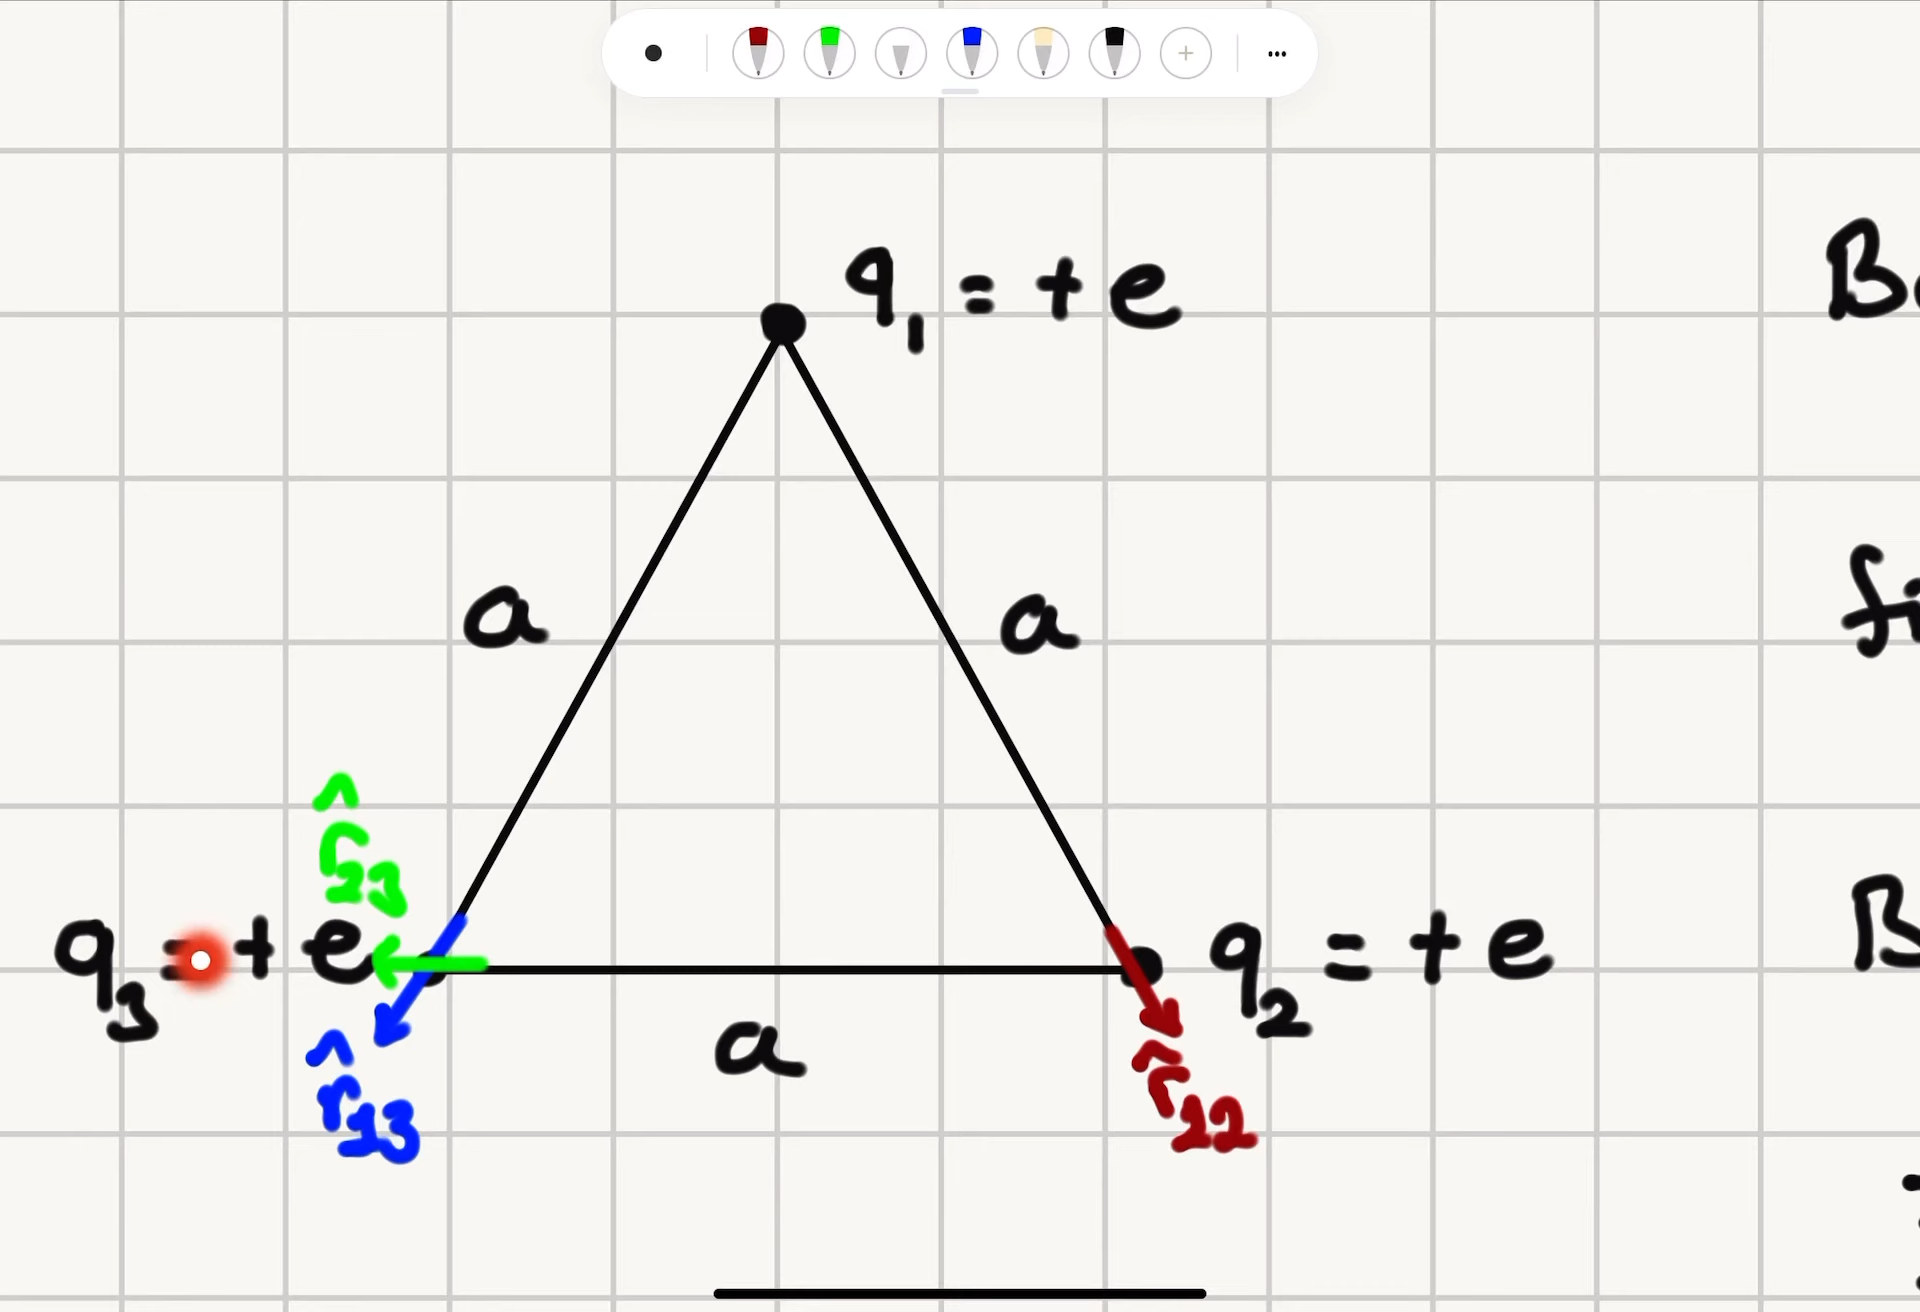 q₁ = + e
a
a
r̂₂₃
q₃ = + e
q₂ = + e
a
r̂₁₃
r̂₁₂